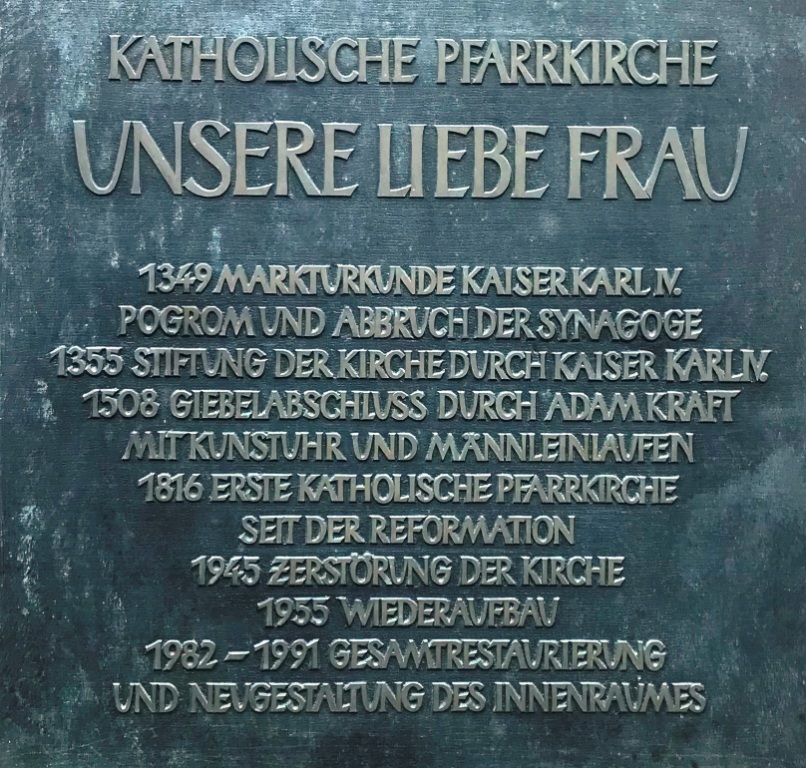 KATHOLISCHE PFARRKIRCHE
UNSERE LIEBE FRAU
1349 MARKTURKUNDE KAISER KARL IV.
POGROM UND ABBRUCH DER SYNAGOGE
1355 STIFTUNG DER KIRCHE DURCH KAISER KARL IV.
1508 GIEBELABSCHLUSS DURCH ADAM KRAFT
MIT KUNSTUHR UND MÄNNLEINLAUFEN
1816 ERSTE KATHOLISCHE PFARRKIRCHE
SEIT DER REFORMATION
1945 ZERSTÖRUNG DER KIRCHE
1955 WIEDERAUFBAU
1982 – 1991 GESAMTRESTAURIERUNG
UND NEUGESTALTUNG DES INNENRAUMES